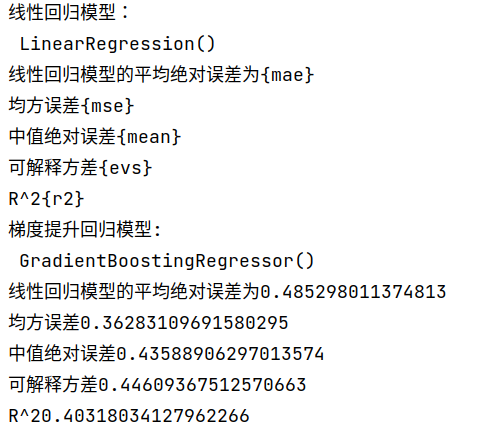 线性回归模型：
LinearRegression()
线性回归模型的平均绝对误差为{mae}
均方误差{mse}
中值绝对误差{mean}
可解释方差{evs}
R^2{r2}
梯度提升回归模型:
GradientBoostingRegressor()
线性回归模型的平均绝对误差为0.485298011374813
均方误差0.36283109691580295
中值绝对误差0.43588906297013574
可解释方差0.44609367512570663
R^20.40318034127962266